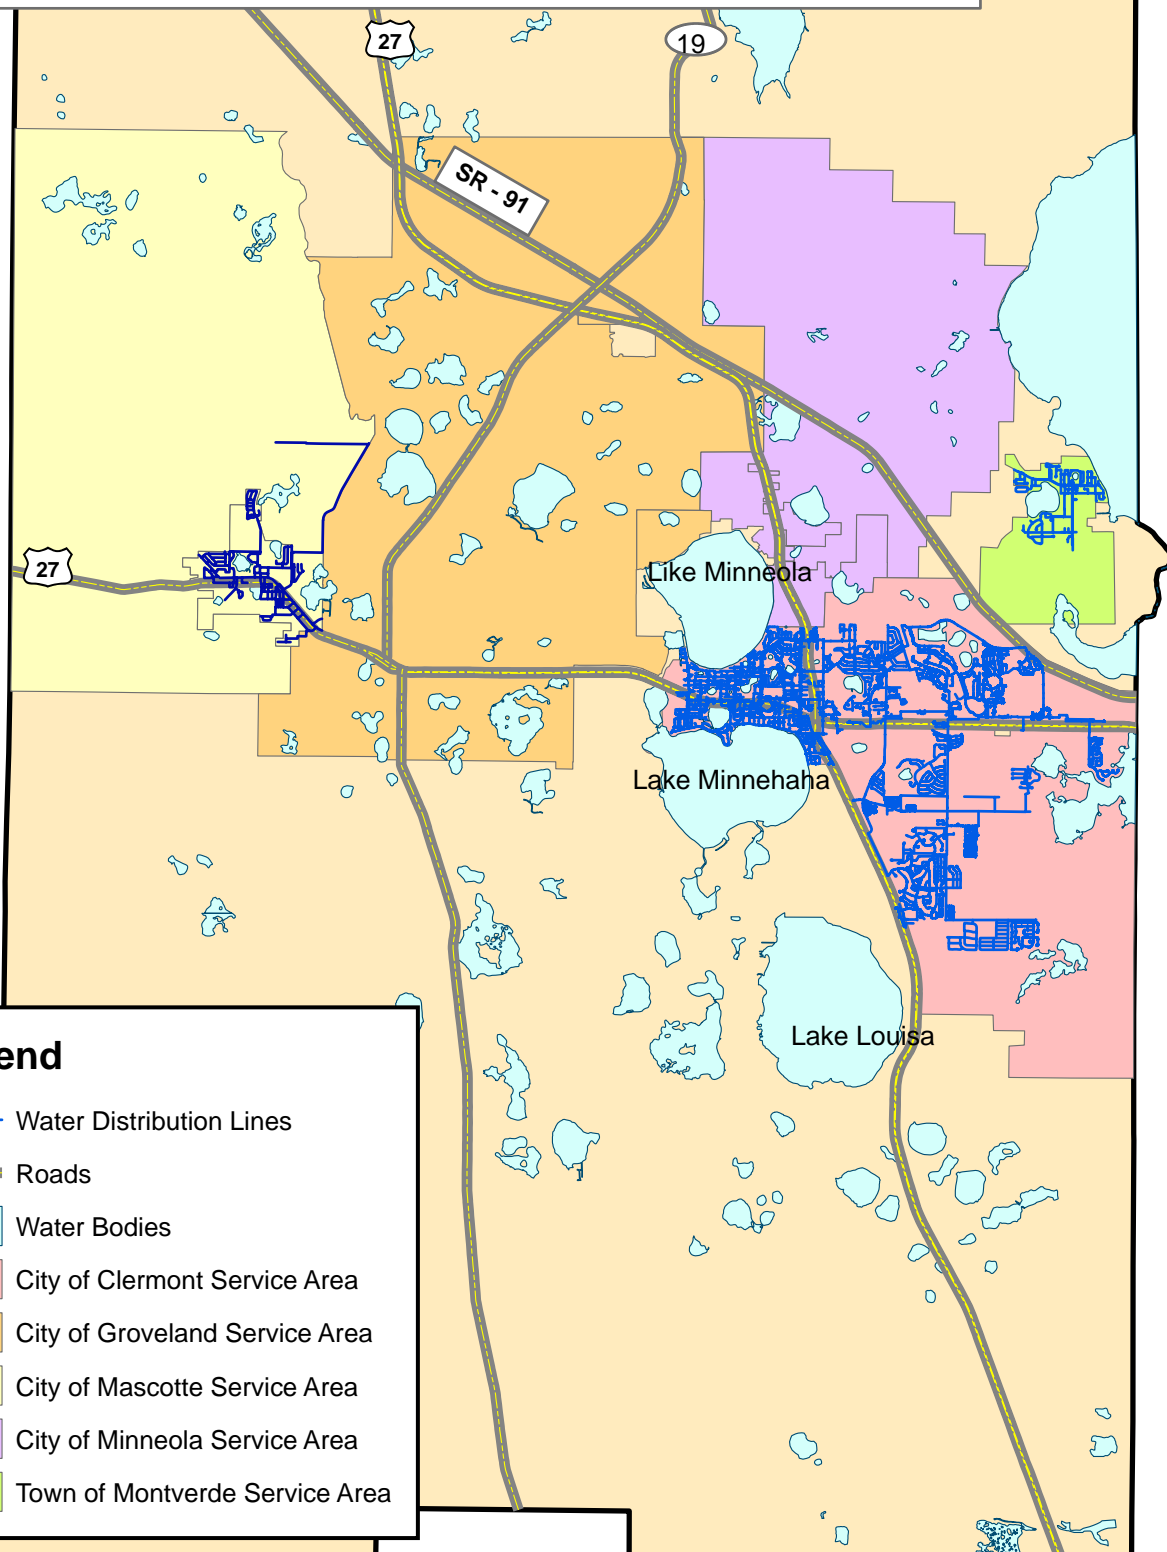 27
19
SR - 91
27
Like Minneola
Lake Minnehaha
Lake Louisa
end
Water Distribution Lines
Roads
Water Bodies
City of Clermont Service Area
City of Groveland Service Area
City of Mascotte Service Area
City of Minneola Service Area
Town of Montverde Service Area